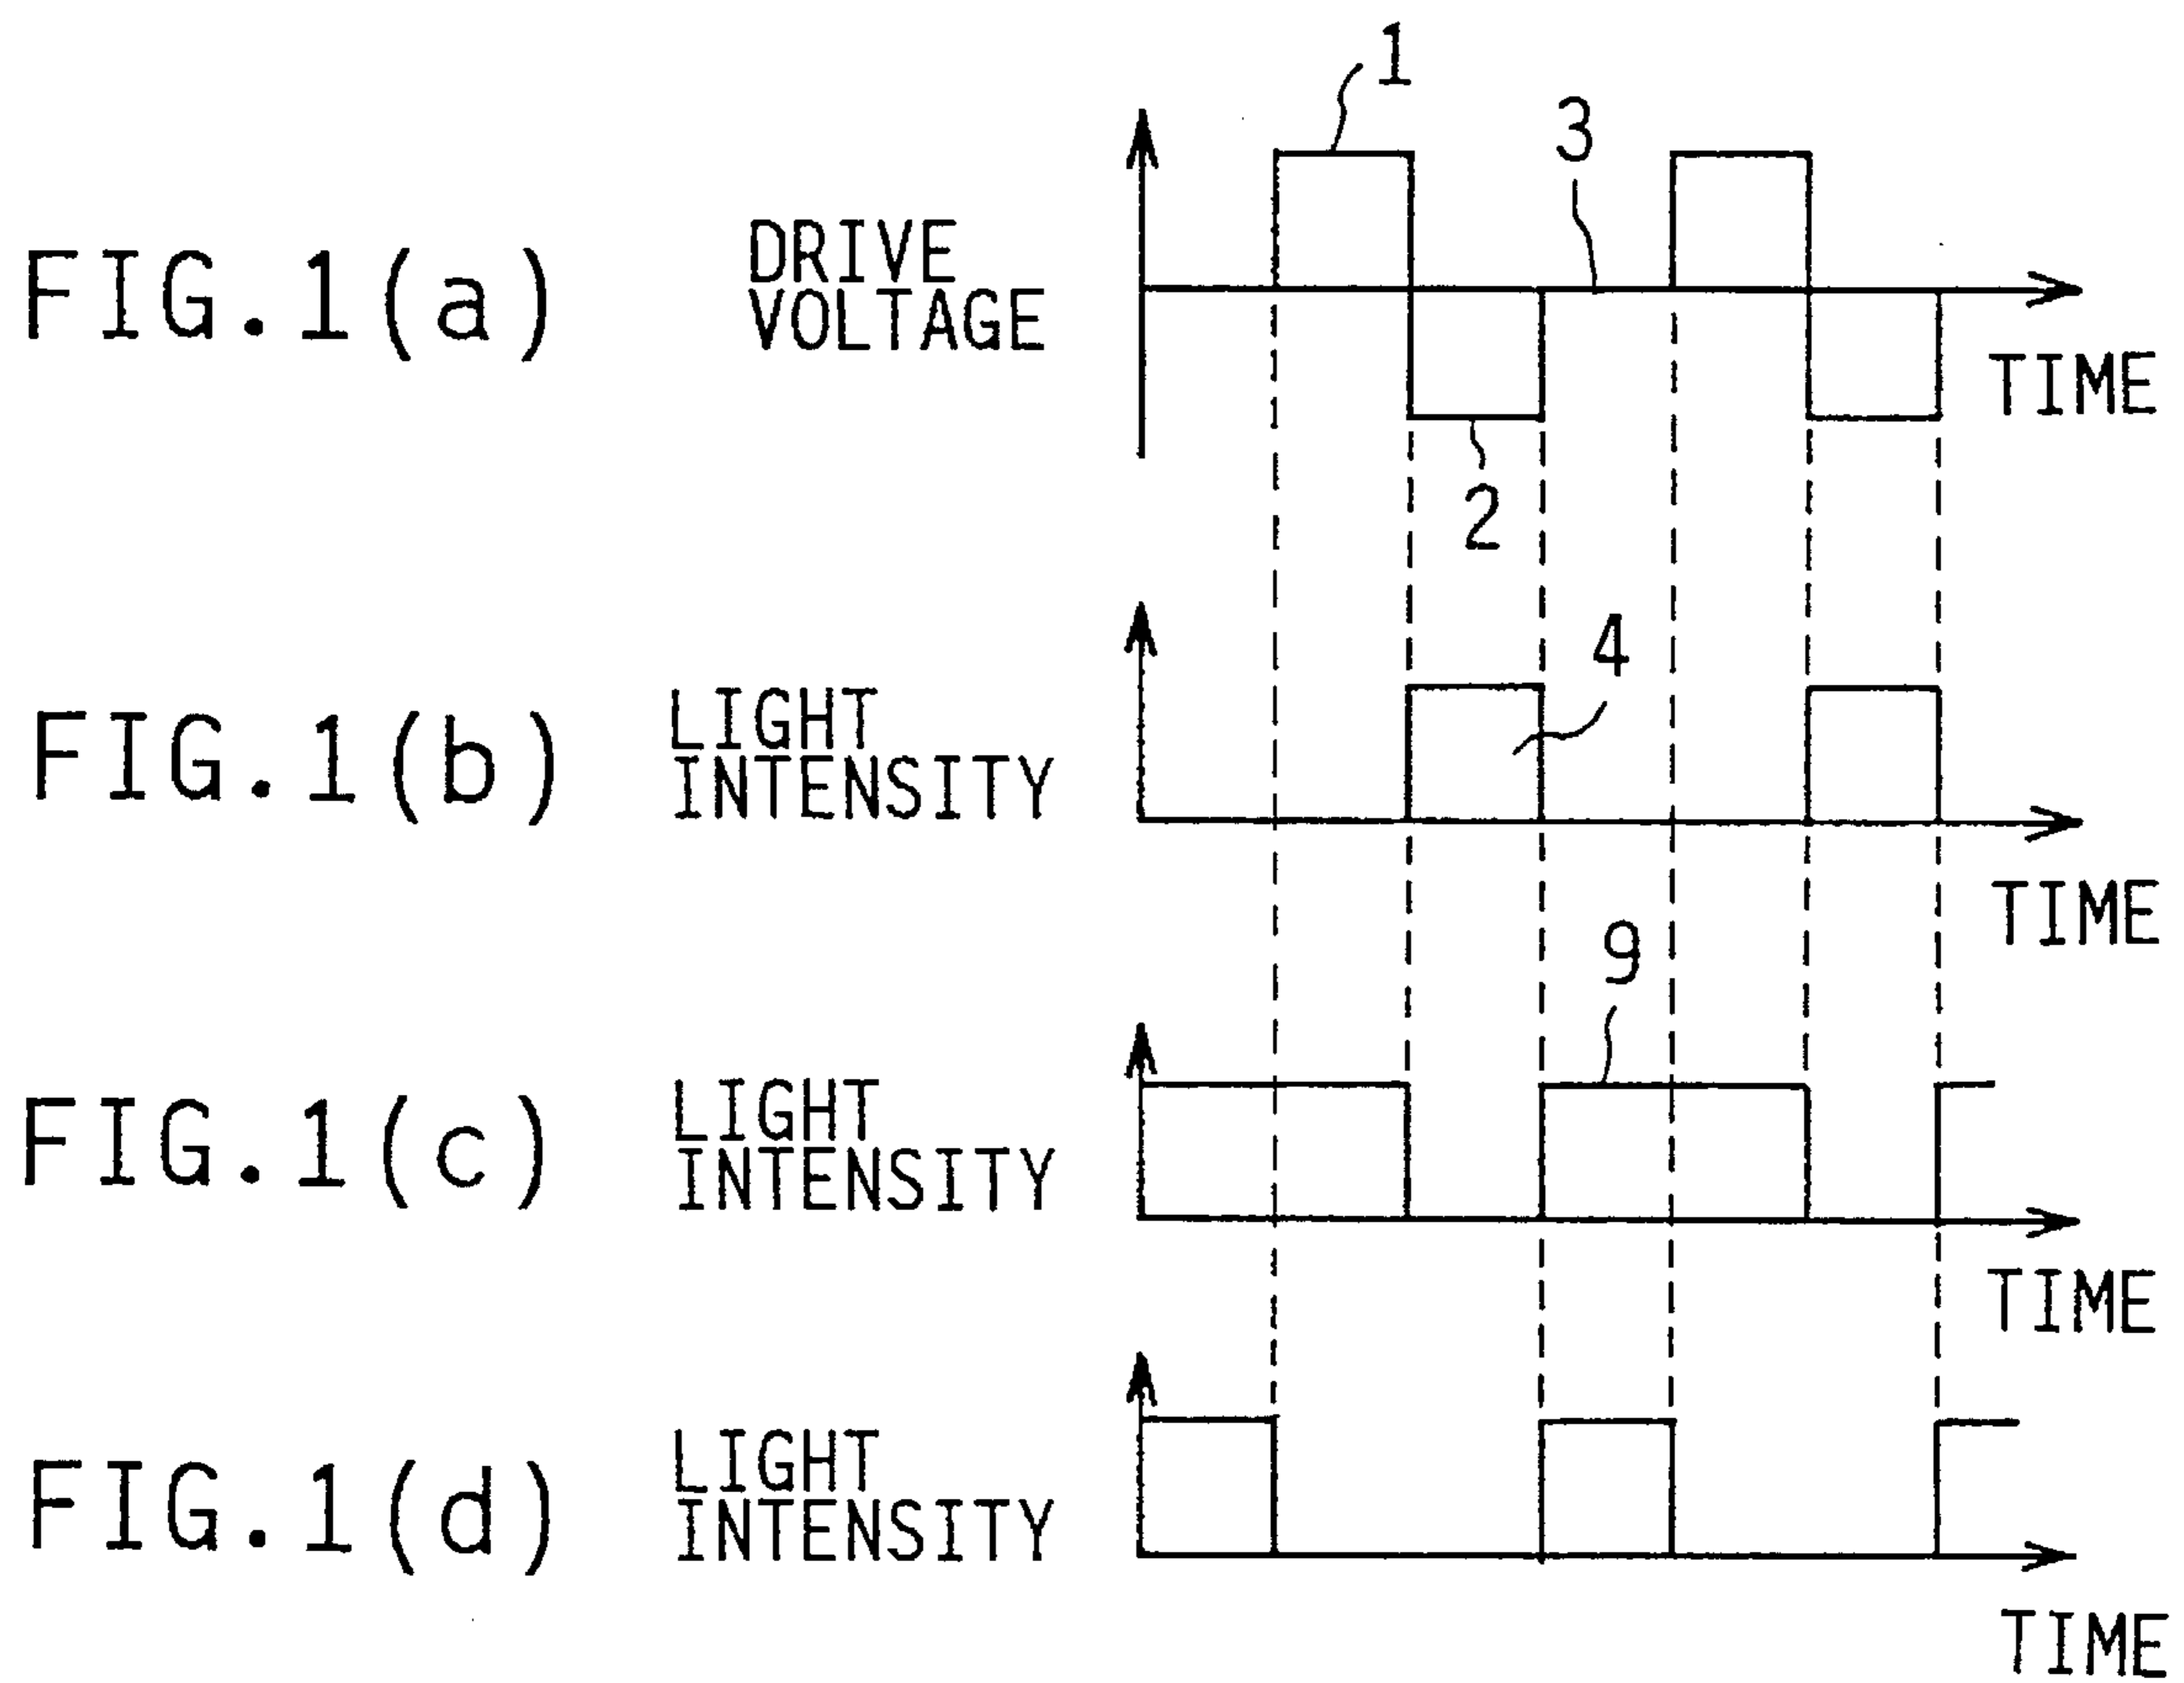 1
3
FIG.1(a)
DRIVE
VOLTAGE
TIME
2
4
FIG.1(b)
LIGHT
INTENSITY
TIME
9
FIG.1(c)
LIGHT
INTENSITY
TIME
FIG.1(d)
LIGHT
INTENSITY
TIME